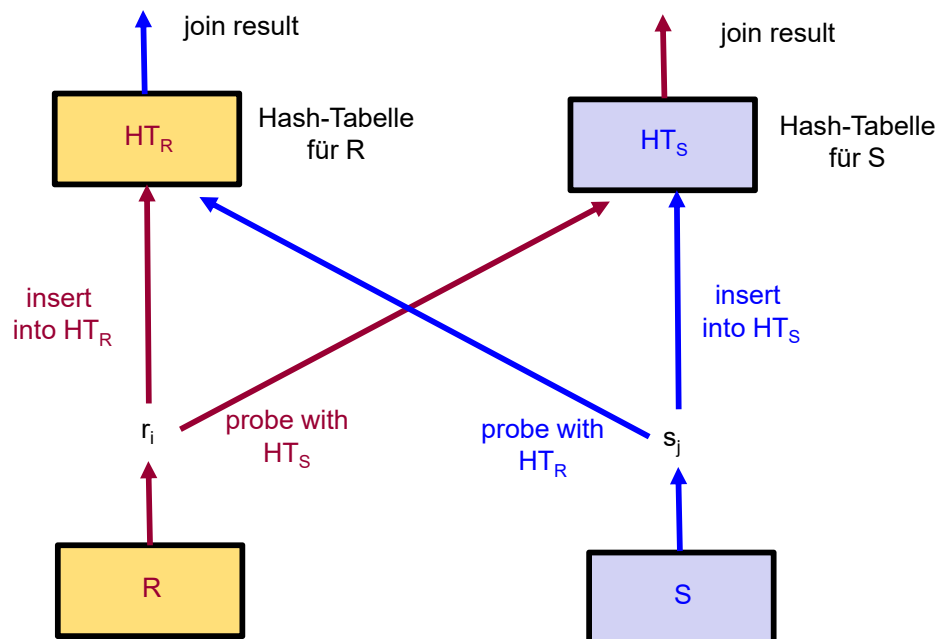 join result
join result
HT_R
Hash-Tabelle
für R
HT_S
Hash-Tabelle
für S
insert
into HT_R
insert
into HT_S
r_i
probe with
HT_S
probe with
HT_R
s_j
R
S